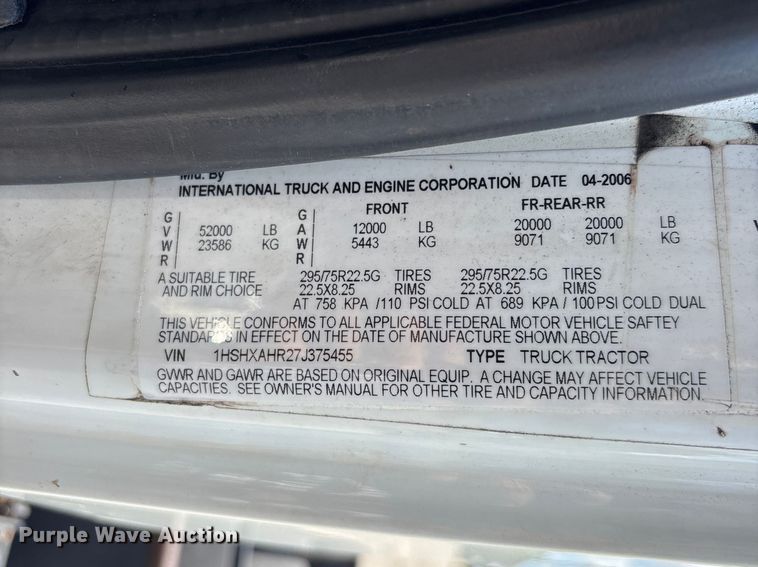 Mfd. By
INTERNATIONAL TRUCK AND ENGINE CORPORATION DATE 04-2006
G V W R 52000 LB 23586 KG
G A W R FRONT 12000 LB 5443 KG
FR-REAR-RR 20000 20000 LB 9071 9071 KG
A SUITABLE TIRE 295/75R22.5G TIRES 295/75R22.5G TIRES
AND RIM CHOICE 22.5X8.25 RIMS 22.5X8.25 RIMS
AT 758 KPA /110 PSI COLD AT 689 KPA / 100 PSI COLD DUAL
THIS VEHICLE CONFORMS TO ALL APPLICABLE FEDERAL MOTOR VEHICLE SAFTEY
STANDARDS IN EFFECT ON THE DATE OF MANUFACTURE SHOWN ABOVE.
VIN 1HSHXAHR27J375455 TYPE TRUCK TRACTOR
GVWR AND GAWR ARE BASED ON ORIGINAL EQUIP. A CHANGE MAY AFFECT VEHICLE
CAPACITIES. SEE OWNER'S MANUAL FOR OTHER TIRE AND CAPACITY INFORMATION.
Purple Wave Auction